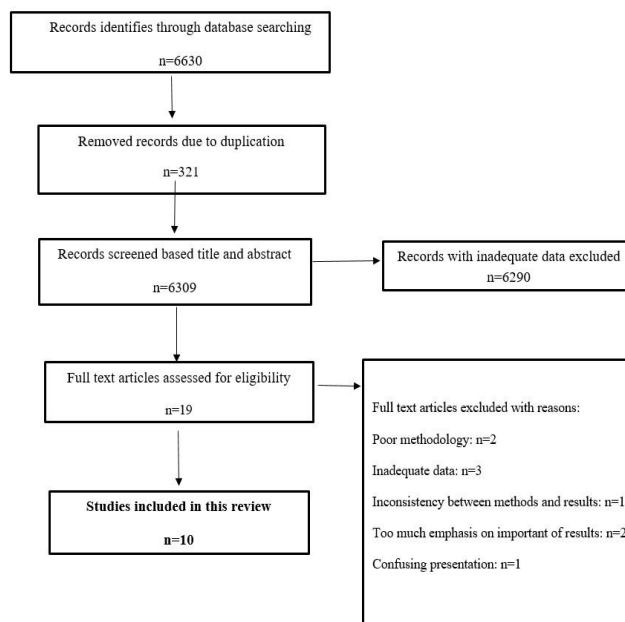 Records identifies through database searching
n=6630
Removed records due to duplication
n=321
Records screened based title and abstract
n=6309
Records with inadequate data excluded
n=6290
Full text articles assessed for eligibility
n=19
Full text articles excluded with reasons:
Poor methodology: n=2
Inadequate data: n=3
Inconsistency between methods and results: n=1
Too much emphasis on important of results: n=2
Confusing presentation: n=1
Studies included in this review
n=10